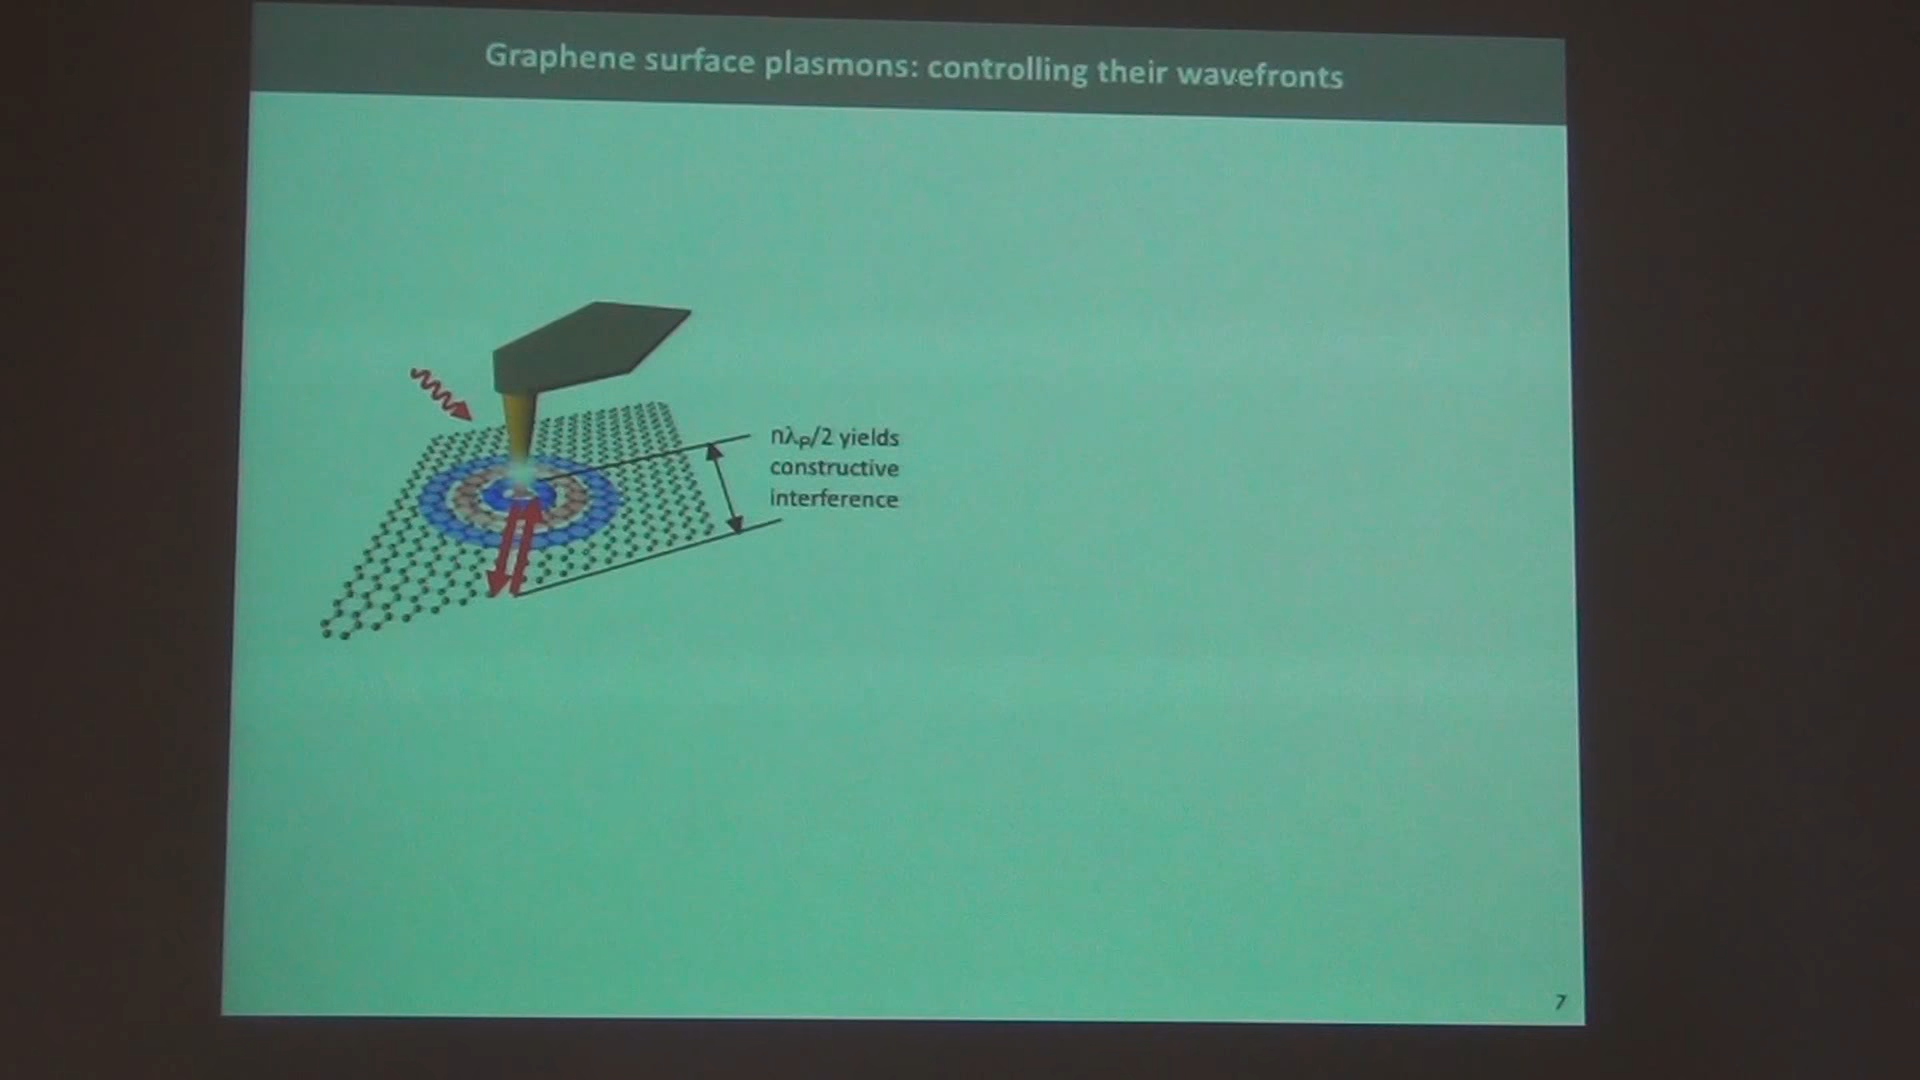 Graphene surface plasmons: controlling their wavefronts
nλₚ/2 yields
constructive
interference
7